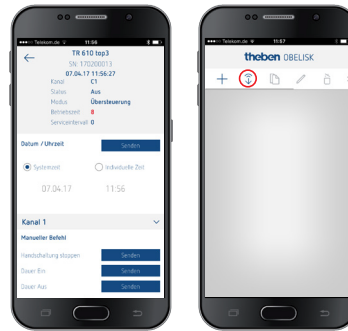 Telekom.de 11:56
TR 610 top3
SN: 170200013
07.04.17 11:56:27
Kanal C1
Status Aus
Modus Übersteuerung
Betriebszeit 8
Serviceintervall 0
Datum / Uhrzeit Senden
Systemzeit Individuelle Zeit
07.04.17 11:56
Kanal 1
Manueller Befehl
Handschaltung stoppen Senden
Dauer Ein Senden
Dauer Aus Senden
Telekom.de 11:57
theben OBELISK